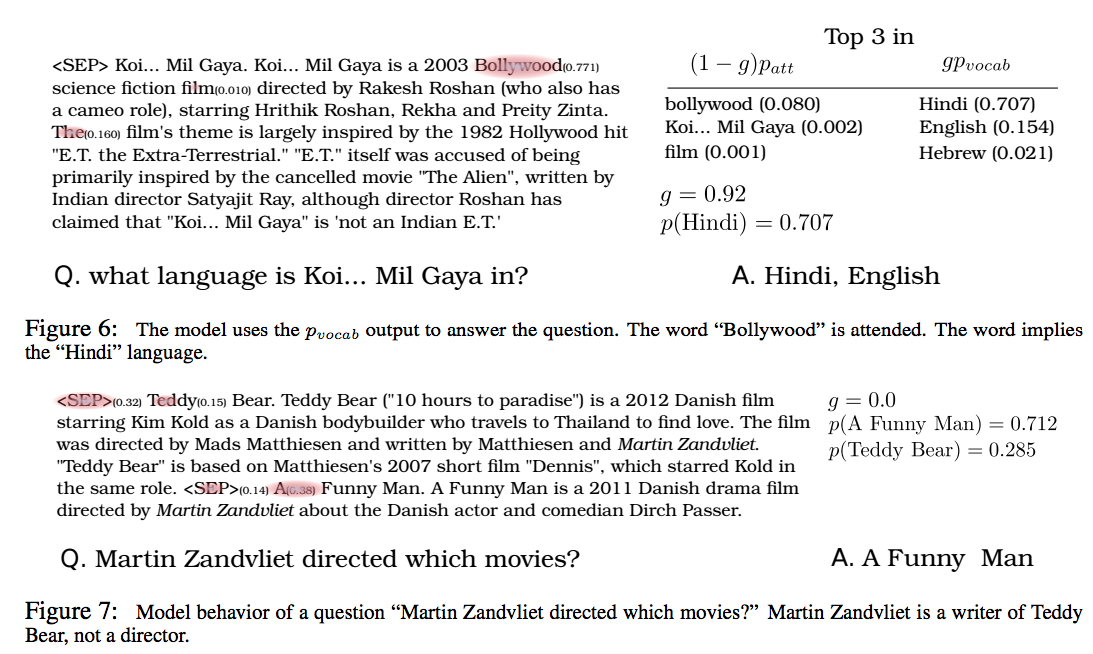 <SEP> Koi... Mil Gaya. Koi... Mil Gaya is a 2003 Bollywood(0.771)
science fiction film(0.010) directed by Rakesh Roshan (who also has
a cameo role), starring Hrithik Roshan, Rekha and Preity Zinta.
The(0.160) film's theme is largely inspired by the 1982 Hollywood hit
"E.T. the Extra-Terrestrial." "E.T." itself was accused of being
primarily inspired by the cancelled movie "The Alien", written by
Indian director Satyajit Ray, although director Roshan has
claimed that "Koi... Mil Gaya" is 'not an Indian E.T.'
Top 3 in
(1 − g)p_att gp_vocab
bollywood (0.080) Hindi (0.707)
Koi... Mil Gaya (0.002) English (0.154)
film (0.001) Hebrew (0.021)
g = 0.92
p(Hindi) = 0.707
Q. what language is Koi... Mil Gaya in? A. Hindi, English
Figure 6: The model uses the p_vocab output to answer the question. The word “Bollywood” is attended. The word implies
the “Hindi” language.
<SEP>(0.32) Teddy(0.15) Bear. Teddy Bear ("10 hours to paradise") is a 2012 Danish film
starring Kim Kold as a Danish bodybuilder who travels to Thailand to find love. The film
was directed by Mads Matthiesen and written by Matthiesen and Martin Zandvliet.
"Teddy Bear" is based on Matthiesen's 2007 short film "Dennis", which starred Kold in
the same role. <SEP>(0.14) A(0.38) Funny Man. A Funny Man is a 2011 Danish drama film
directed by Martin Zandvliet about the Danish actor and comedian Dirch Passer.
g = 0.0
p(A Funny Man) = 0.712
p(Teddy Bear) = 0.285
Q. Martin Zandvliet directed which movies? A. A Funny Man
Figure 7: Model behavior of a question “Martin Zandvliet directed which movies?” Martin Zandvliet is a writer of Teddy
Bear, not a director.